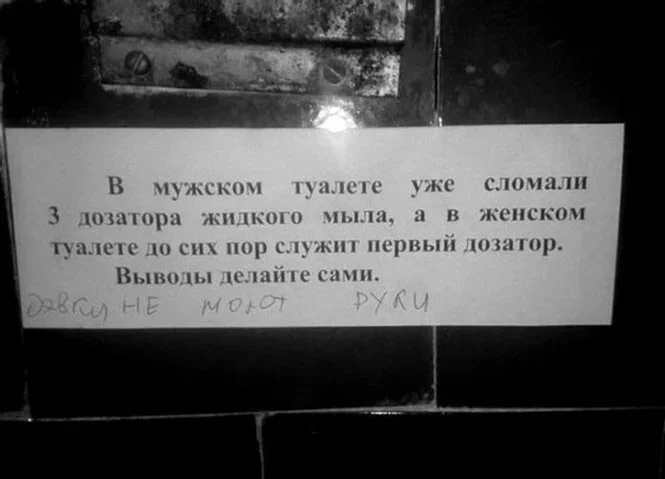 В мужском туалете уже сломали
3 дозатора жидкого мыла, а в женском
туалете до сих пор служит первый дозатор.
Выводы делайте сами.
НЕ МОЮТ РУКИ